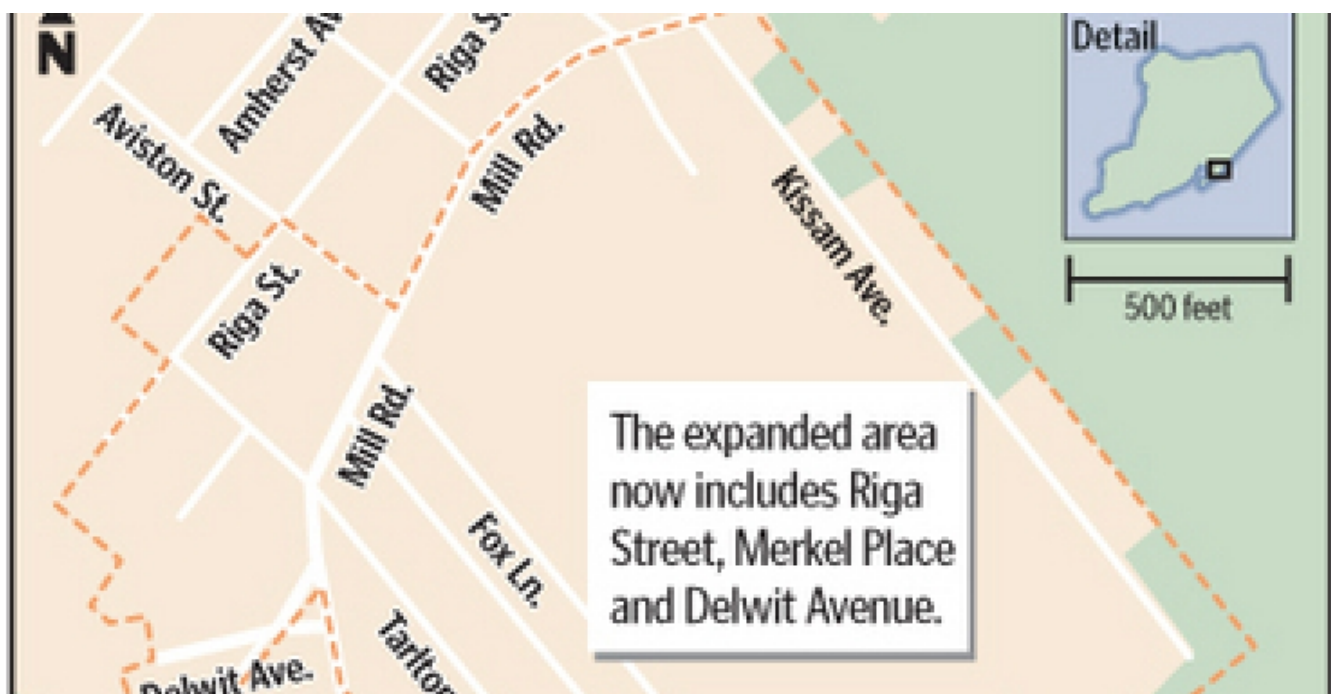 N
Amherst Av
Riga S
Detail
Aviston St.
Mill Rd.
Kissam Ave.
500 feet
Riga St.
Mill Rd.
The expanded area
now includes Riga
Street, Merkel Place
and Delwit Avenue.
Fox Ln.
Tarlton
Delwit Ave.